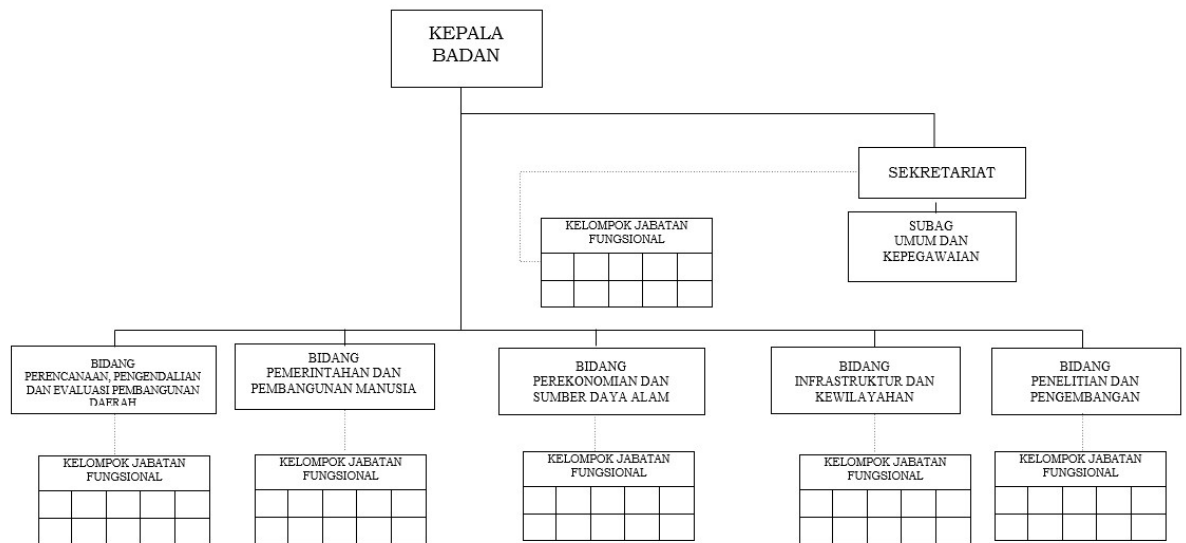 KEPALA
BADAN
SEKRETARIAT
SUBAG
UMUM DAN
KEPEGAWAIAN
KELOMPOK JABATAN
FUNGSIONAL
BIDANG
PERENCANAAN, PENGENDALIAN
DAN EVALUASI PEMBANGUNAN
DAERAH
BIDANG
PEMERINTAHAN DAN
PEMBANGUNAN MANUSIA
BIDANG
PEREKONOMIAN DAN
SUMBER DAYA ALAM
BIDANG
INFRASTRUKTUR DAN
KEWILAYAHAN
BIDANG
PENELITIAN DAN
PENGEMBANGAN
KELOMPOK JABATAN
FUNGSIONAL
KELOMPOK JABATAN
FUNGSIONAL
KELOMPOK JABATAN
FUNGSIONAL
KELOMPOK JABATAN
FUNGSIONAL
KELOMPOK JABATAN
FUNGSIONAL